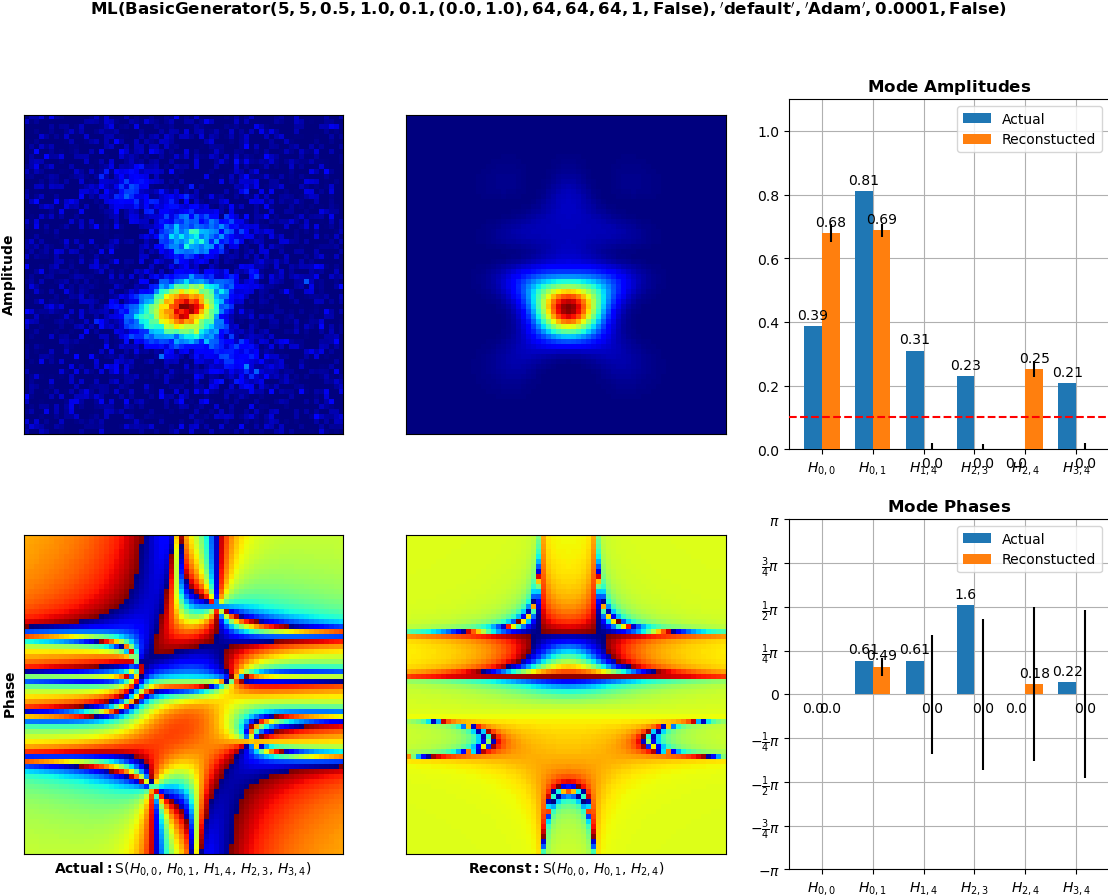 ML(BasicGenerator(5, 5, 0.5, 1.0, 0.1, (0.0, 1.0), 64, 64, 64, 1, False), ′default′, ′Adam′, 0.0001, False)
Mode Amplitudes
Amplitude
Actual
Reconstucted
1.0
0.8
0.6
0.4
0.2
0.0
0.39
0.68
0.81
0.69
0.31
0.0
0.23
0.0
0.0
0.25
0.21
0.0
H0,0
H0,1
H1,4
H2,3
H2,4
H3,4
Mode Phases
Phase
Actual
Reconstucted
π
3/4π
1/2π
1/4π
0
−1/4π
−1/2π
−3/4π
−π
0.0
0.0
0.61
0.49
0.61
0.0
1.6
0.0
0.0
0.18
0.22
0.0
H0,0
H0,1
H1,4
H2,3
H2,4
H3,4
Actual: S(H0,0, H0,1, H1,4, H2,3, H3,4)
Reconst: S(H0,0, H0,1, H2,4)